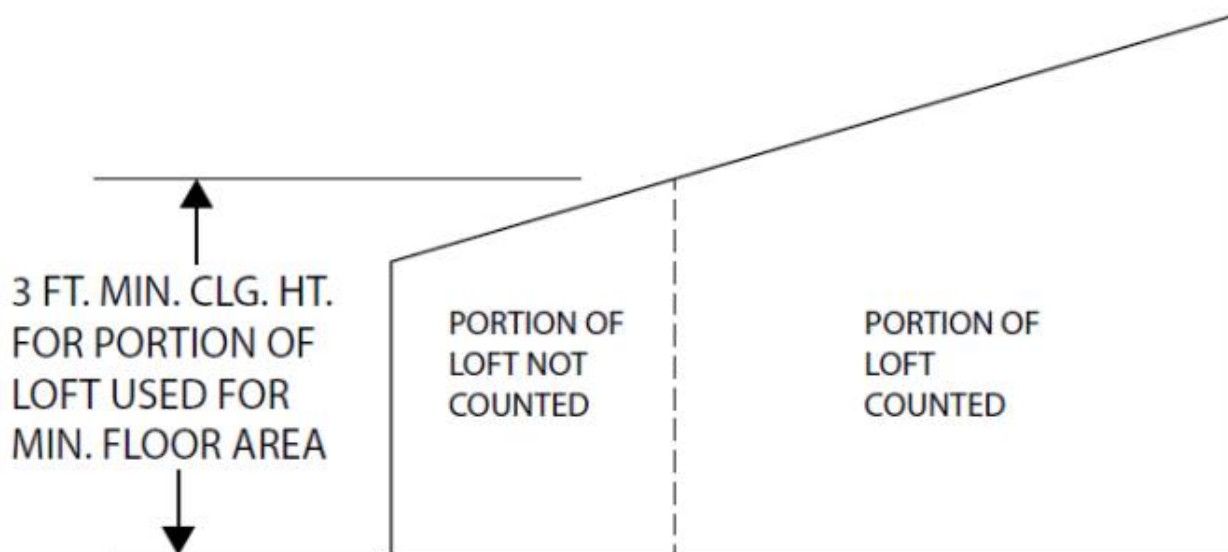 3 FT. MIN. CLG. HT.
FOR PORTION OF
LOFT USED FOR
MIN. FLOOR AREA
PORTION OF
LOFT NOT
COUNTED
PORTION OF
LOFT
COUNTED